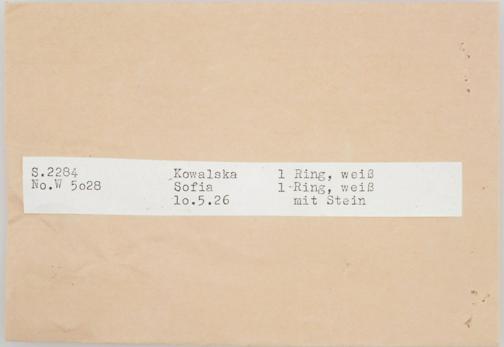 S.2284 Kowalska 1 Ring, weiß
No.W 5o28 Sofia 1 Ring, weiß
1o.5.26 mit Stein